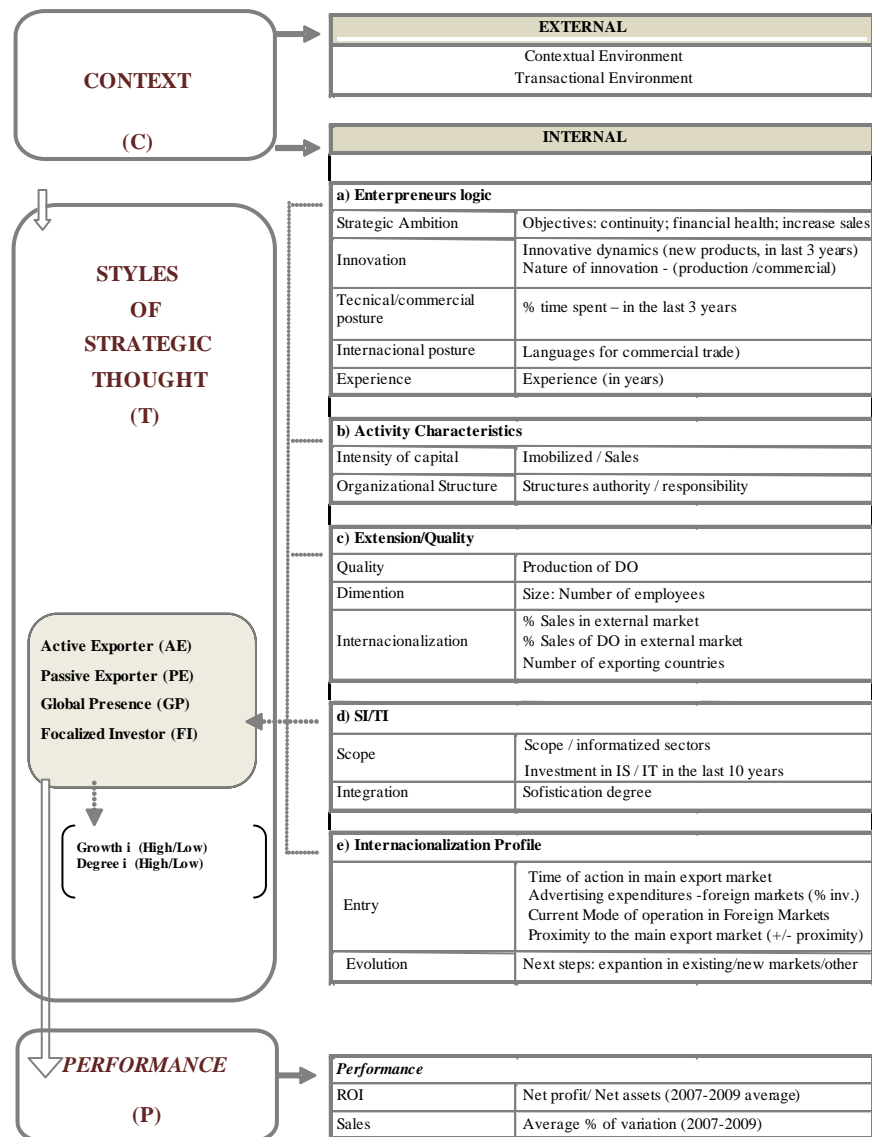 CONTEXT
(C)
EXTERNAL
Contextual Environment
Transactional Environment
INTERNAL
STYLES
OF
STRATEGIC
THOUGHT
(T)
Active Exporter (AE)
Passive Exporter (PE)
Global Presence (GP)
Focalized Investor (FI)
Growth i (High/Low)
Degree i (High/Low)
a) Enterpreneurs logic
Strategic Ambition Objectives: continuity; financial health; increase sales
Innovation Innovative dynamics (new products, in last 3 years)
Nature of innovation - (production /commercial)
Tecnical/commercial
posture % time spent – in the last 3 years
Internacional posture Languages for commercial trade)
Experience Experience (in years)
b) Activity Characteristics
Intensity of capital Imobilized / Sales
Organizational Structure Structures authority / responsibility
c) Extension/Quality
Quality Production of DO
Dimention Size: Number of employees
Internacionalization % Sales in external market
% Sales of DO in external market
Number of exporting countries
d) SI/TI
Scope Scope / informatized sectors
Investment in IS / IT in the last 10 years
Integration Sofistication degree
e) Internacionalization Profile
Entry Time of action in main export market
Advertising expenditures -foreign markets (% inv.)
Current Mode of operation in Foreign Markets
Proximity to the main export market (+/- proximity)
Evolution Next steps: expantion in existing/new markets/other
PERFORMANCE
(P)
Performance
ROI Net profit/ Net assets (2007-2009 average)
Sales Average % of variation (2007-2009)